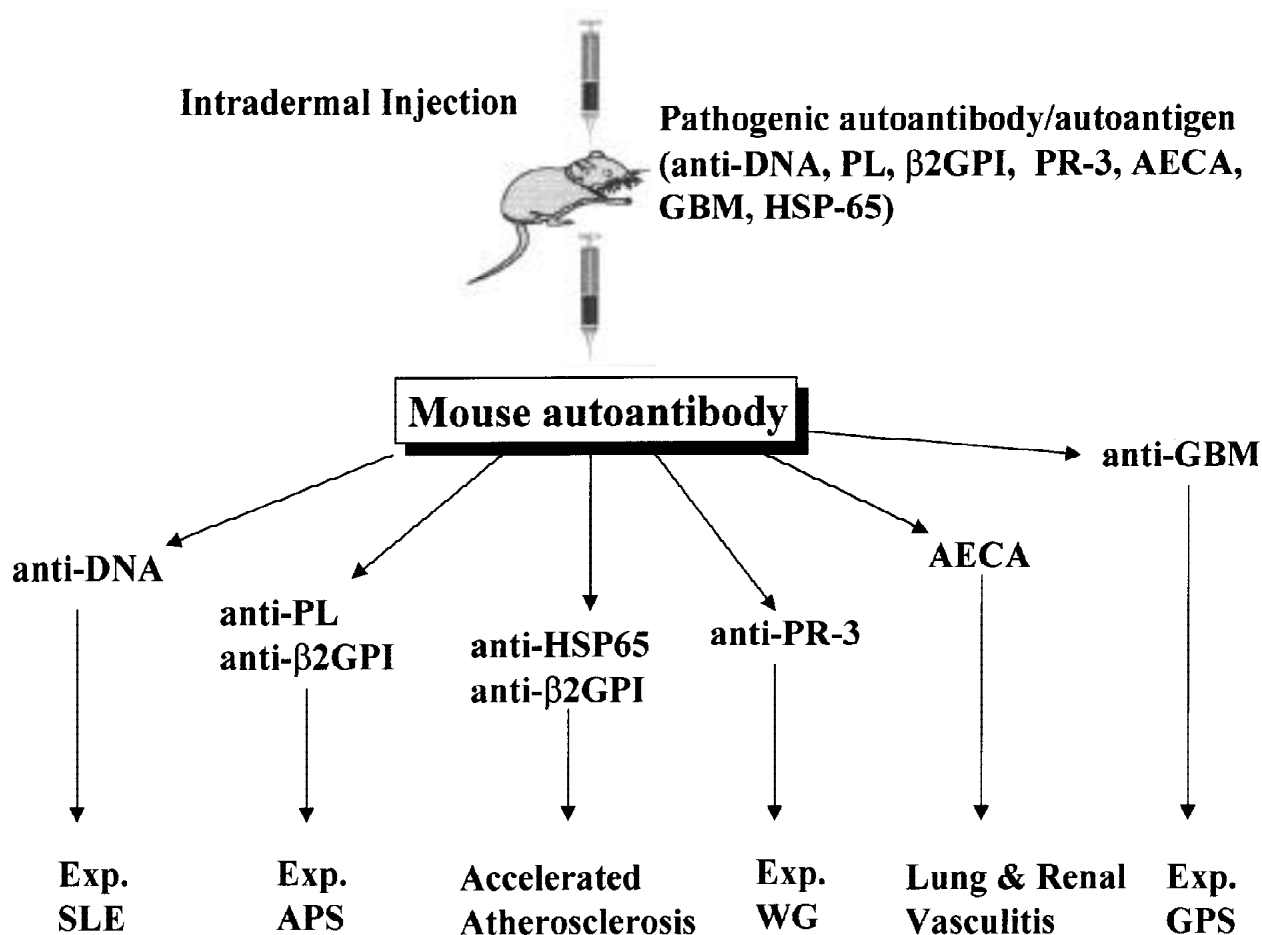 Intradermal Injection
Pathogenic autoantibody/autoantigen
(anti-DNA, PL, β2GPI, PR-3, AECA,
GBM, HSP-65)
Mouse autoantibody
anti-GBM
anti-DNA
AECA
anti-PL
anti-β2GPI
anti-HSP65
anti-β2GPI
anti-PR-3
Exp.
SLE
Exp.
APS
Accelerated
Atherosclerosis
Exp.
WG
Lung & Renal
Vasculitis
Exp.
GPS